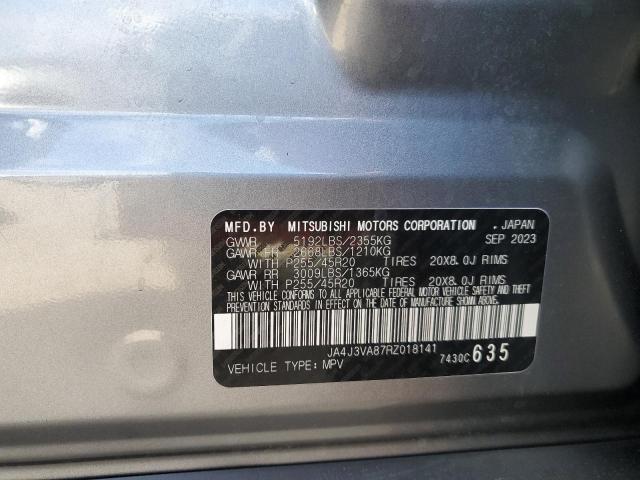 MFD.BY MITSUBISHI MOTORS CORPORATION , JAPAN
GVWR 5192LBS/2355KG SEP 2023
GAWR FR 2668LBS/1210KG
WITH P255/45R20 TIRES 20X8.0J RIMS
GAWR RR 3009LBS/1365KG
WITH P255/45R20 TIRES 20X8.0J RIMS
THIS VEHICLE CONFORMS TO ALL APPLICABLE FEDERAL MOTOR VEHICLE SAFETY AND THEFT
PREVENTION STANDARDS IN EFFECT ON THE DATE OF MANUFACTURE SHOWN ABOVE.
JA4J3VA87RZ018141
VEHICLE TYPE: MPV 7430C 635